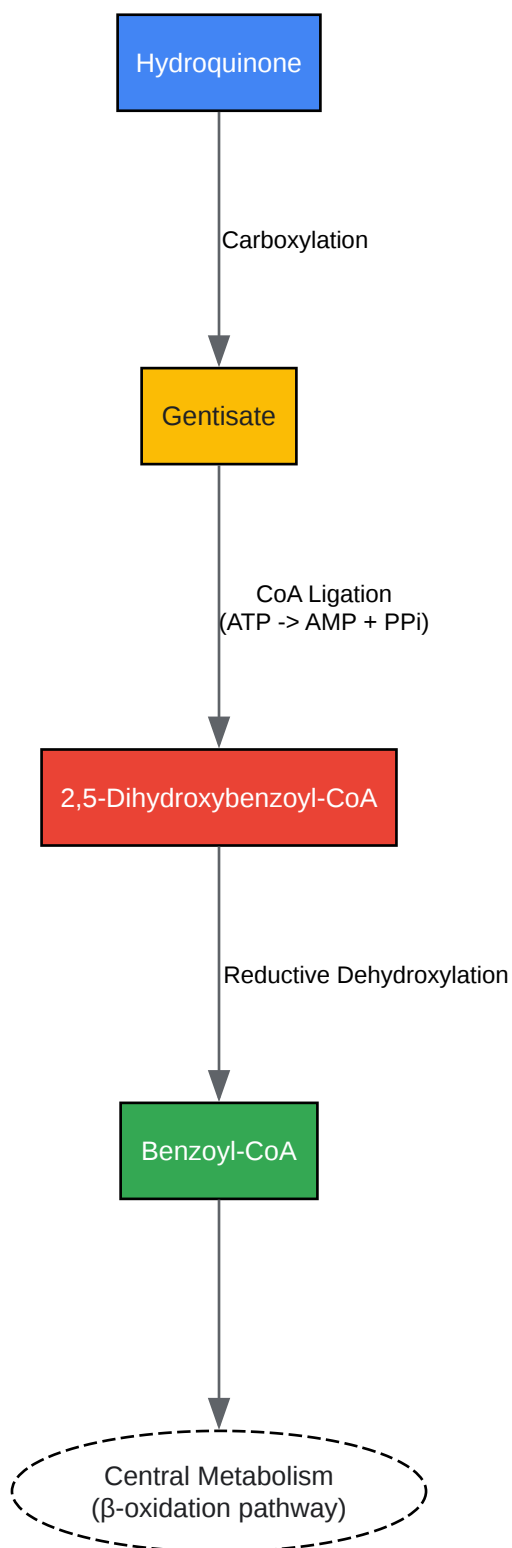 Hydroquinone
Carboxylation
Gentisate
CoA Ligation
(ATP -> AMP + PPi)
2,5-Dihydroxybenzoyl-CoA
Reductive Dehydroxylation
Benzoyl-CoA
Central Metabolism
(β-oxidation pathway)